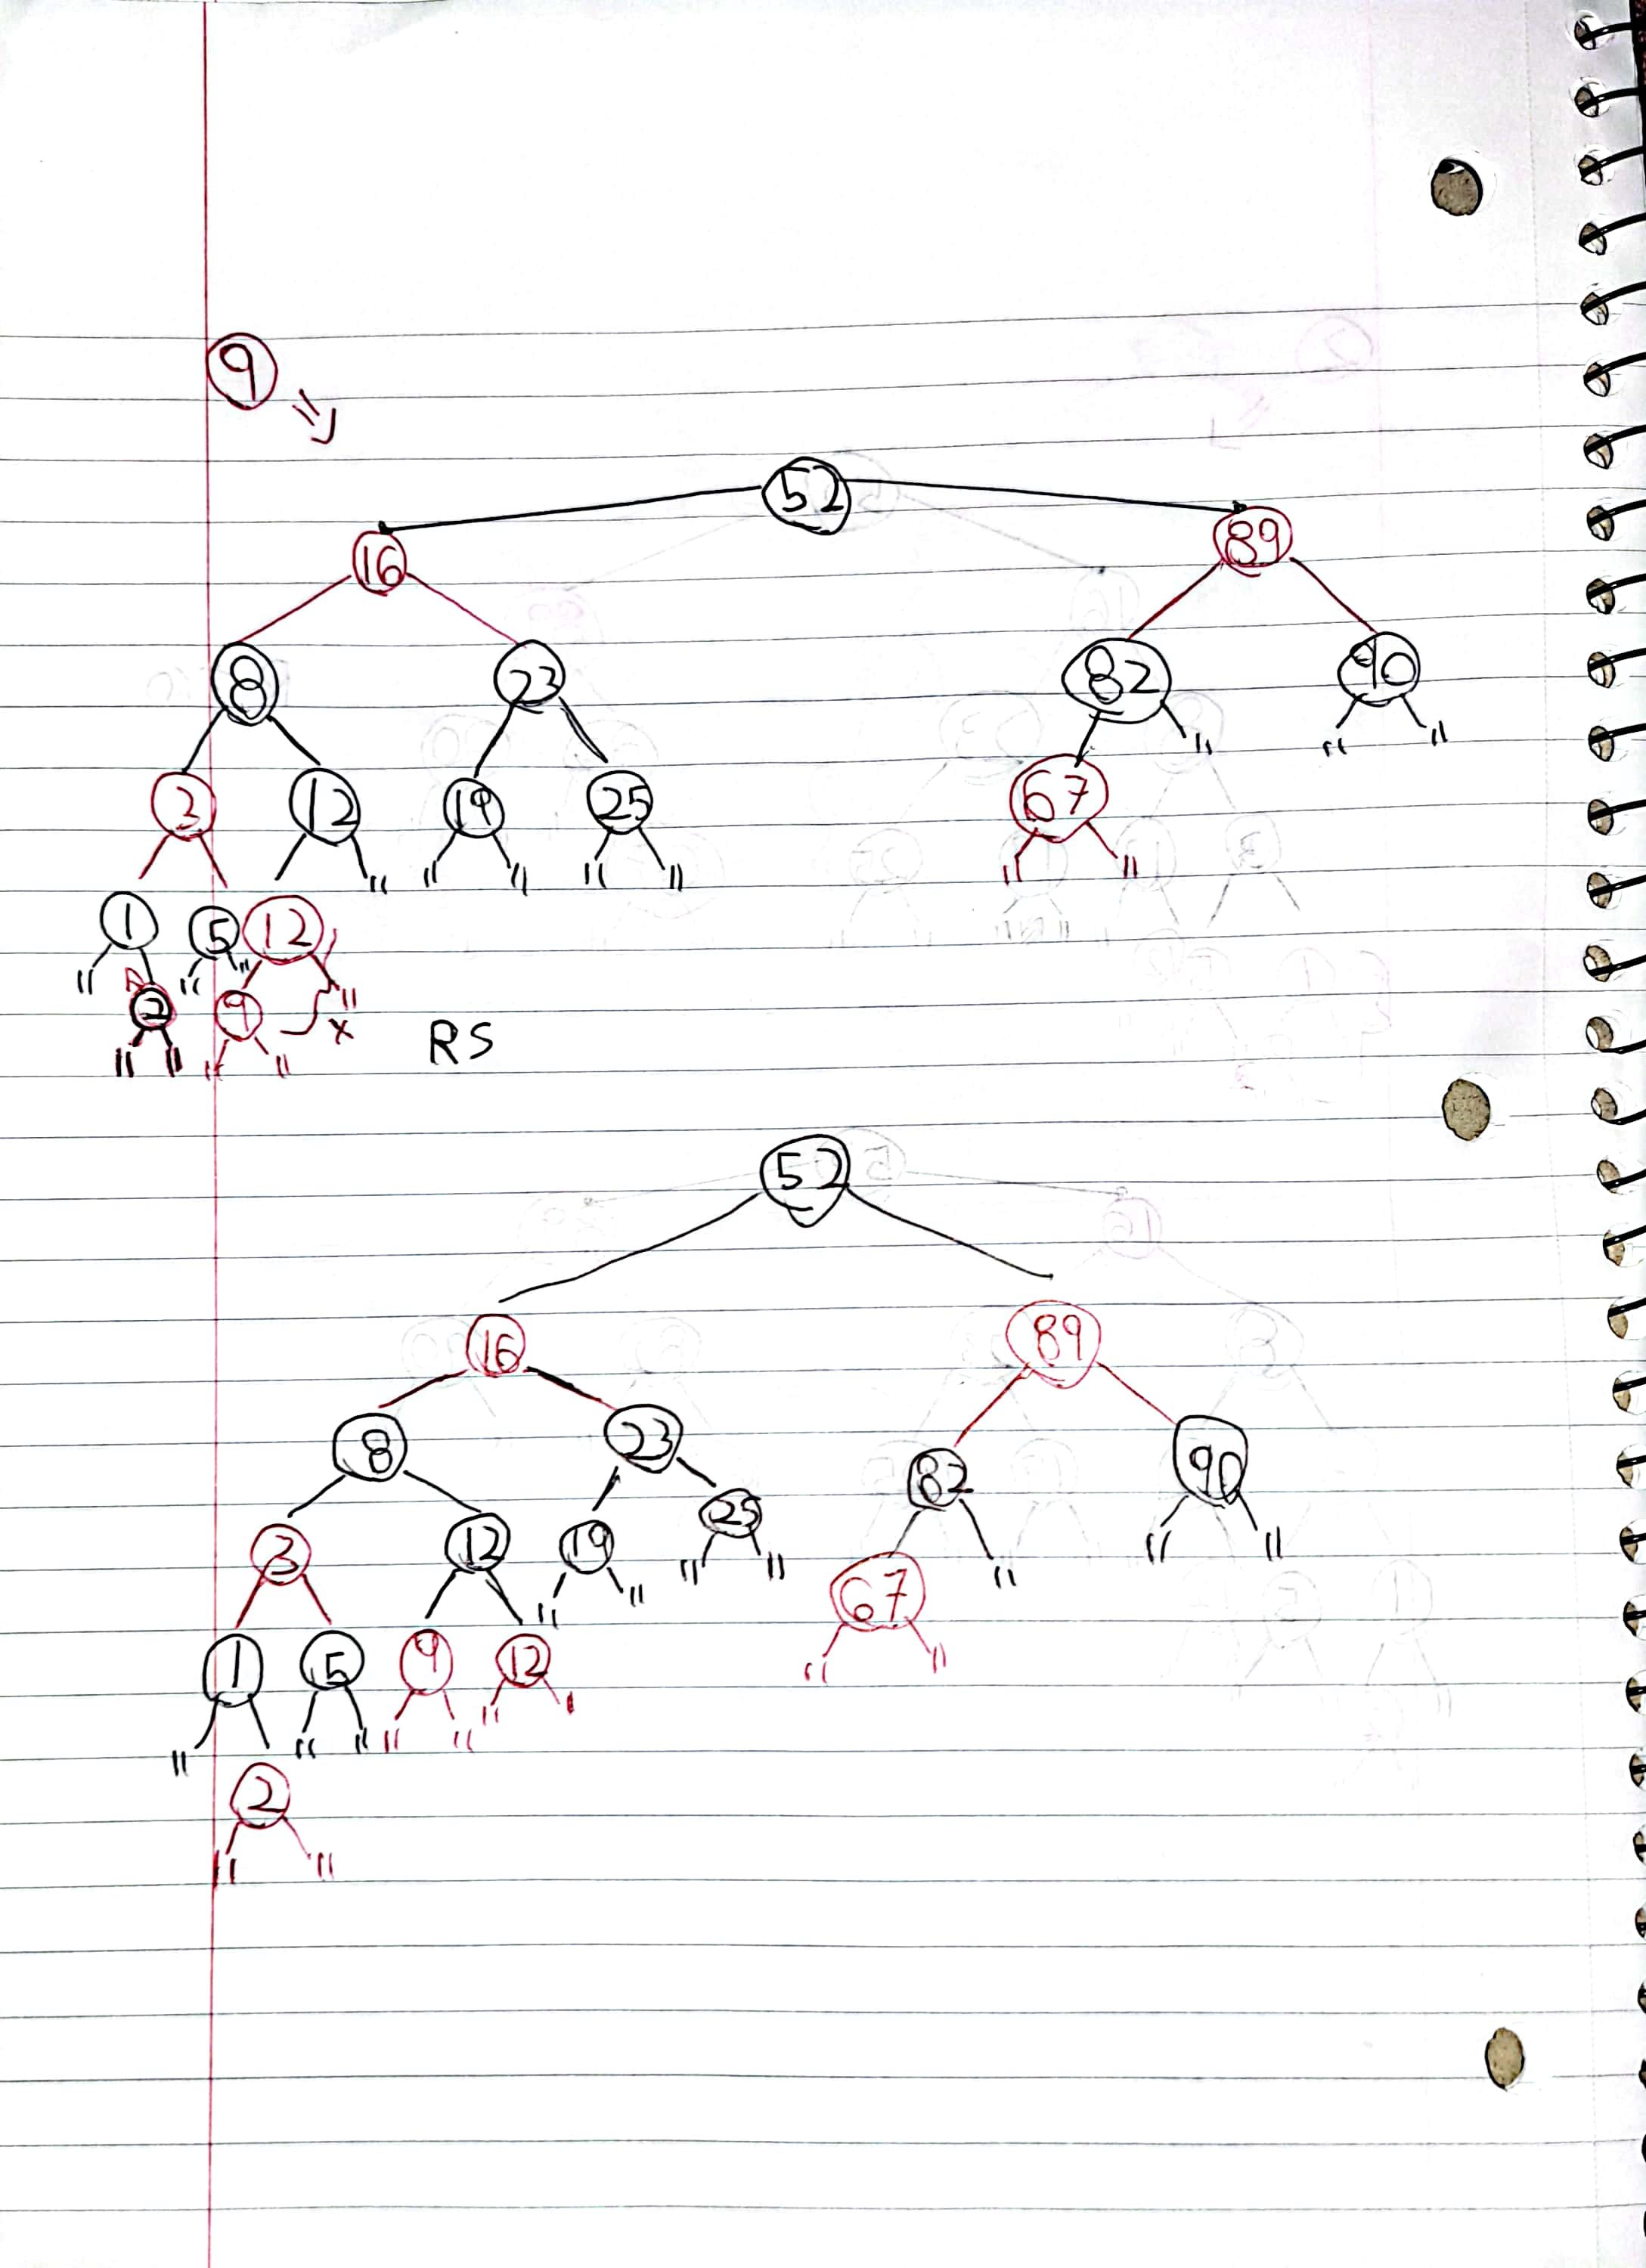 9
52
16 89
8 23 82 90
3 12 19 25 67
" " " " " " "
1 5 12
" " " "
2 9 x
" " " "
RS
52
16 89
8 23 82 90
3 12 19 25 67
" " " " " " "
1 5 9 12 " "
" " " " " " "
2
" "